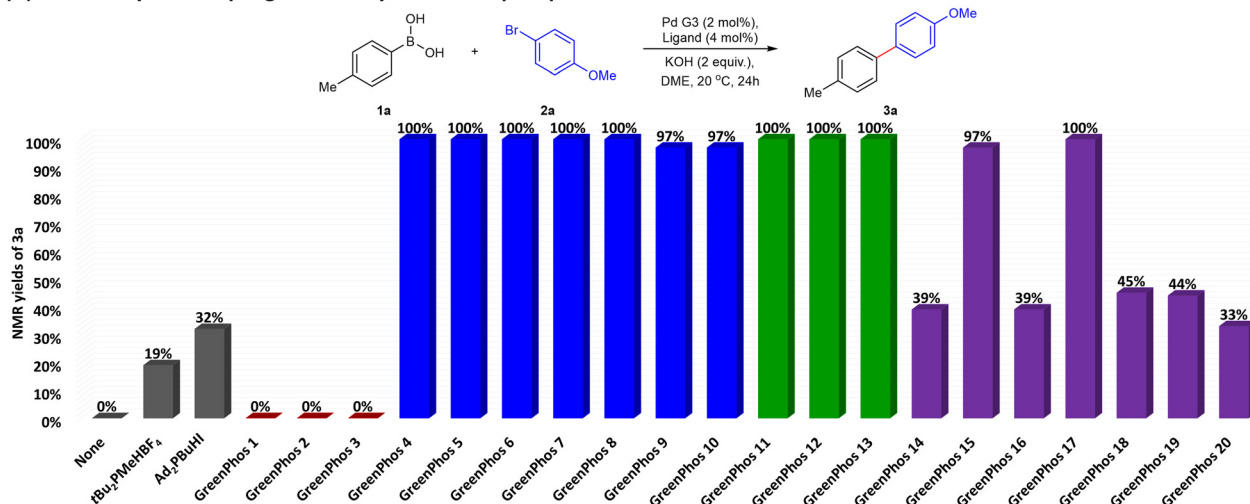 B
OH
OH
Me
1a
+
Br
OMe
2a
Pd G3 (2 mol%),
Ligand (4 mol%)
KOH (2 equiv.),
DME, 20 °C, 24h
OMe
Me
3a
NMR yields of 3a
100%
90%
80%
70%
60%
50%
40%
30%
20%
10%
0%
0%
19%
32%
0%
0%
0%
100%
100%
100%
100%
100%
97%
97%
100%
100%
100%
39%
97%
39%
100%
45%
44%
33%
None
tBu₂PMeHBF₄
Ad₂PBuHI
GreenPhos 1
GreenPhos 2
GreenPhos 3
GreenPhos 4
GreenPhos 5
GreenPhos 6
GreenPhos 7
GreenPhos 8
GreenPhos 9
GreenPhos 10
GreenPhos 11
GreenPhos 12
GreenPhos 13
GreenPhos 14
GreenPhos 15
GreenPhos 16
GreenPhos 17
GreenPhos 18
GreenPhos 19
GreenPhos 20